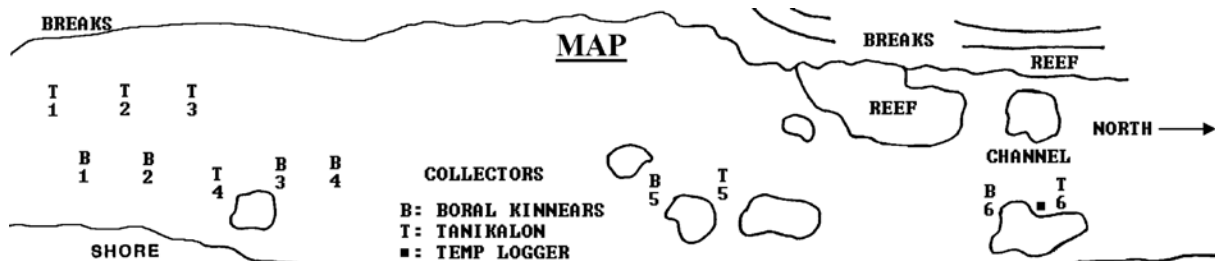 BREAKS
MAP
BREAKS
REEF
T 1
T 2
T 3
REEF
NORTH
CHANNEL
B 1
B 2
T 4
B 3
B 4
COLLECTORS
B: BORAL KINNEARS
T: TANIKALON
■: TEMP LOGGER
B 5
T 5
B 6
T 6
SHORE